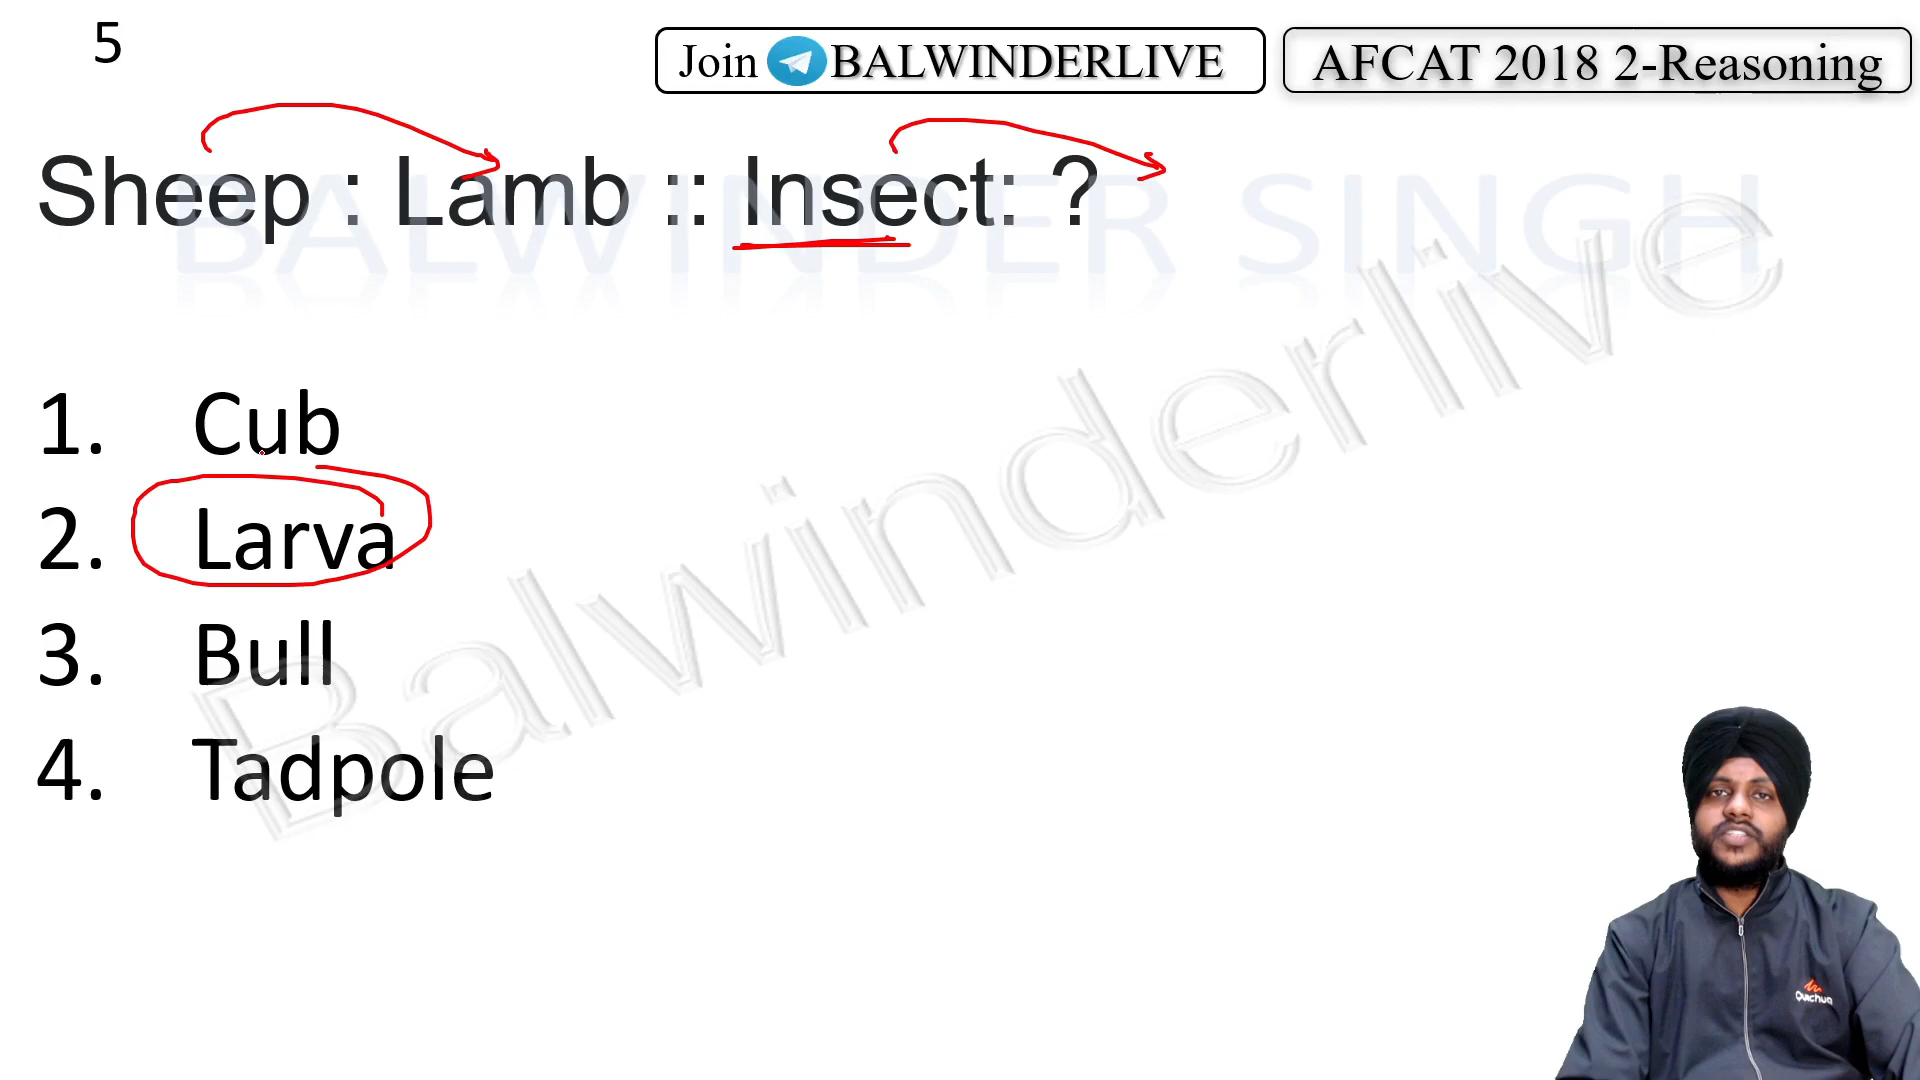 5
Join BALWINDERLIVE
AFCAT 2018 2-Reasoning
Sheep : Lamb :: Insect: ?
BALWINDER SINGH
Balwinderlive
1. Cub
2. Larva
3. Bull
4. Tadpole
Quechua